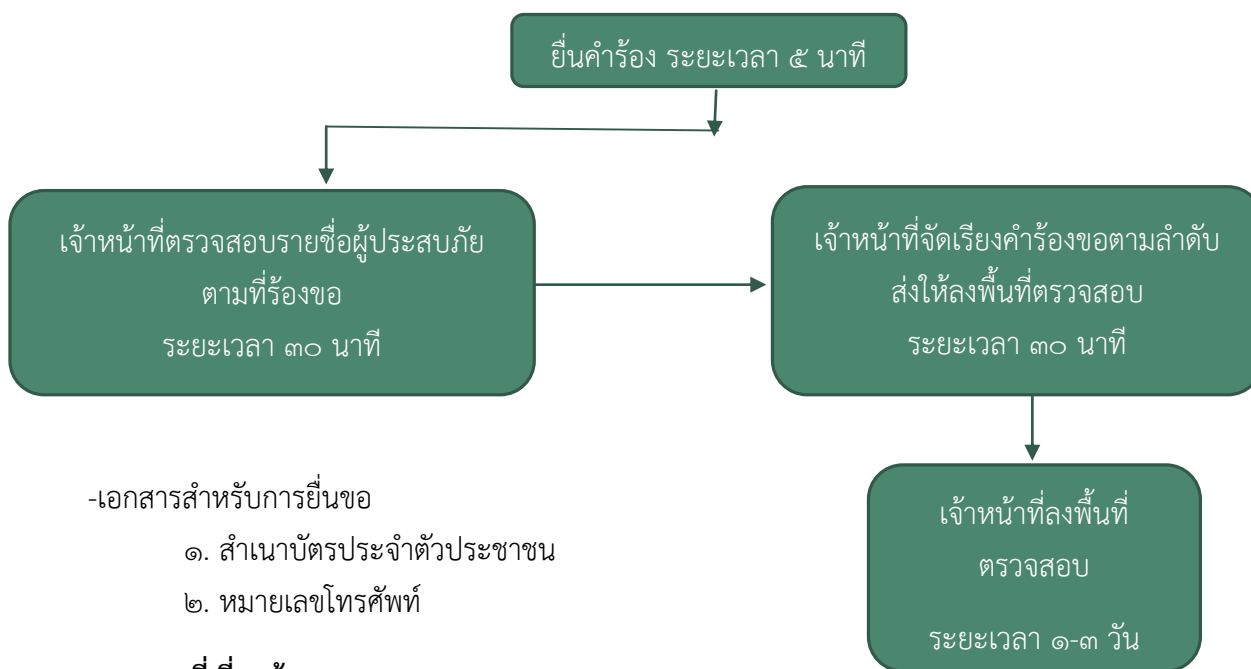 ยื่นคำร้อง ระยะเวลา ๕ นาที
เจ้าหน้าที่ตรวจสอบรายชื่อผู้ประสบภัย
ตามที่ร้องขอ
ระยะเวลา ๓๐ นาที
เจ้าหน้าที่จัดเรียงคำร้องขอตามลำดับ
ส่งให้ลงพื้นที่ตรวจสอบ
ระยะเวลา ๓๐ นาที
เจ้าหน้าที่ลงพื้นที่
ตรวจสอบ
ระยะเวลา ๑-๓ วัน
-เอกสารสำหรับการยื่นขอ
๑. สำเนาบัตรประจำตัวประชาชน
๒. หมายเลขโทรศัพท์